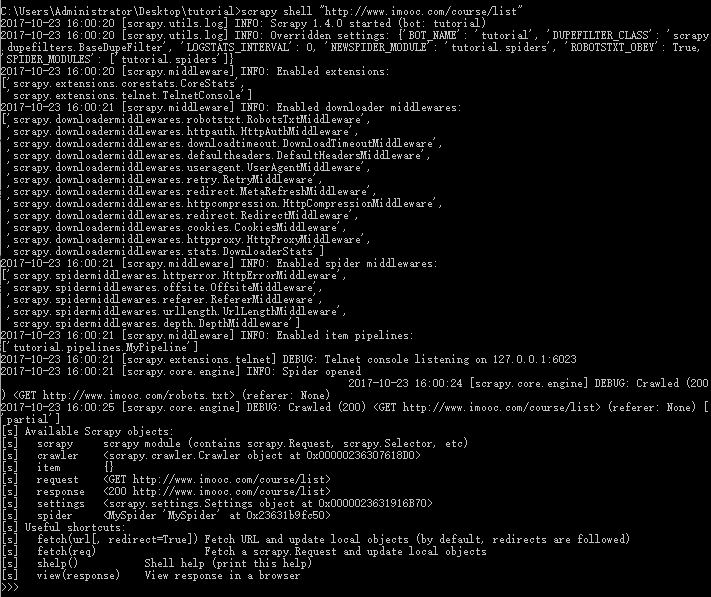 C:\Users\Administrator\Desktop\tutorial>scrapy shell "http://www.imooc.com/course/list"
2017-10-23 16:00:20 [scrapy.utils.log] INFO: Scrapy 1.4.0 started (bot: tutorial)
2017-10-23 16:00:20 [scrapy.utils.log] INFO: Overridden settings: {'BOT_NAME': 'tutorial', 'DUPEFILTER_CLASS': 'scrapy
.dupefilters.BaseDupeFilter', 'LOGSTATS_INTERVAL': 0, 'NEWSPIDER_MODULE': 'tutorial.spiders', 'ROBOTSTXT_OBEY': True,
'SPIDER_MODULES': ['tutorial.spiders']}
2017-10-23 16:00:20 [scrapy.middleware] INFO: Enabled extensions:
['scrapy.extensions.corestats.CoreStats',
 'scrapy.extensions.telnet.TelnetConsole']
2017-10-23 16:00:21 [scrapy.middleware] INFO: Enabled downloader middlewares:
['scrapy.downloadermiddlewares.robotstxt.RobotsTxtMiddleware',
 'scrapy.downloadermiddlewares.httpauth.HttpAuthMiddleware',
 'scrapy.downloadermiddlewares.downloadtimeout.DownloadTimeoutMiddleware',
 'scrapy.downloadermiddlewares.defaultheaders.DefaultHeadersMiddleware',
 'scrapy.downloadermiddlewares.useragent.UserAgentMiddleware',
 'scrapy.downloadermiddlewares.retry.RetryMiddleware',
 'scrapy.downloadermiddlewares.redirect.MetaRefreshMiddleware',
 'scrapy.downloadermiddlewares.httpcompression.HttpCompressionMiddleware',
 'scrapy.downloadermiddlewares.redirect.RedirectMiddleware',
 'scrapy.downloadermiddlewares.cookies.CookiesMiddleware',
 'scrapy.downloadermiddlewares.httpproxy.HttpProxyMiddleware',
 'scrapy.downloadermiddlewares.stats.DownloaderStats']
2017-10-23 16:00:21 [scrapy.middleware] INFO: Enabled spider middlewares:
['scrapy.spidermiddlewares.httperror.HttpErrorMiddleware',
 'scrapy.spidermiddlewares.offsite.OffsiteMiddleware',
 'scrapy.spidermiddlewares.referer.RefererMiddleware',
 'scrapy.spidermiddlewares.urllength.UrlLengthMiddleware',
 'scrapy.spidermiddlewares.depth.DepthMiddleware']
2017-10-23 16:00:21 [scrapy.middleware] INFO: Enabled item pipelines:
['tutorial.pipelines.MyPipeline']
2017-10-23 16:00:21 [scrapy.extensions.telnet] DEBUG: Telnet console listening on 127.0.0.1:6023
2017-10-23 16:00:21 [scrapy.core.engine] INFO: Spider opened
2017-10-23 16:00:24 [scrapy.core.engine] DEBUG: Crawled (200
) <GET http://www.imooc.com/robots.txt> (referer: None)
2017-10-23 16:00:25 [scrapy.core.engine] DEBUG: Crawled (200) <GET http://www.imooc.com/course/list> (referer: None) [
'partial']
[s] Available Scrapy objects:
[s]   scrapy     scrapy module (contains scrapy.Request, scrapy.Selector, etc)
[s]   crawler    <scrapy.crawler.Crawler object at 0x00000236307618D0>
[s]   item       {}
[s]   request    <GET http://www.imooc.com/course/list>
[s]   response   <200 http://www.imooc.com/course/list>
[s]   settings   <scrapy.settings.Settings object at 0x0000023631916B70>
[s]   spider     <MySpider 'MySpider' at 0x23631b9fc50>
[s] Useful shortcuts:
[s]   fetch(url[, redirect=True]) Fetch URL and update local objects (by default, redirects are followed)
[s]   fetch(req)                  Fetch a scrapy.Request and update local objects
[s]   shelp()           Shell help (print this help)
[s]   view(response)    View response in a browser
>>>